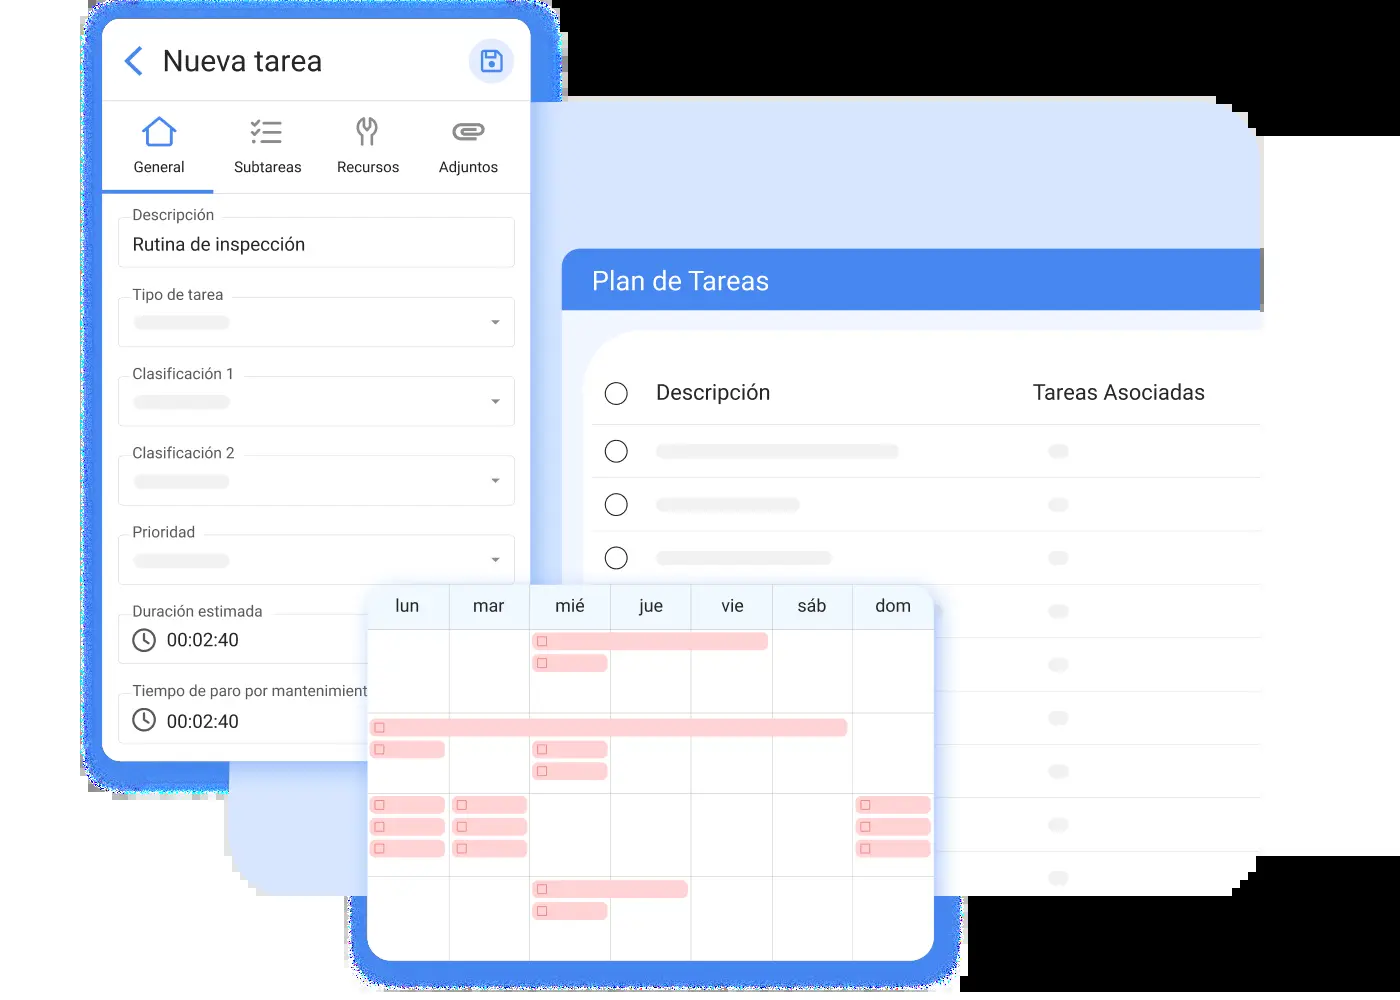 Nueva tarea
General
Subtareas
Recursos
Adjuntos
Descripción
Rutina de inspección
Tipo de tarea
Clasificación 1
Clasificación 2
Prioridad
Duración estimada
00:02:40
Tiempo de paro por mantenimient
00:02:40
Plan de Tareas
Descripción
Tareas Asociadas
lun
mar
mié
jue
vie
sáb
dom